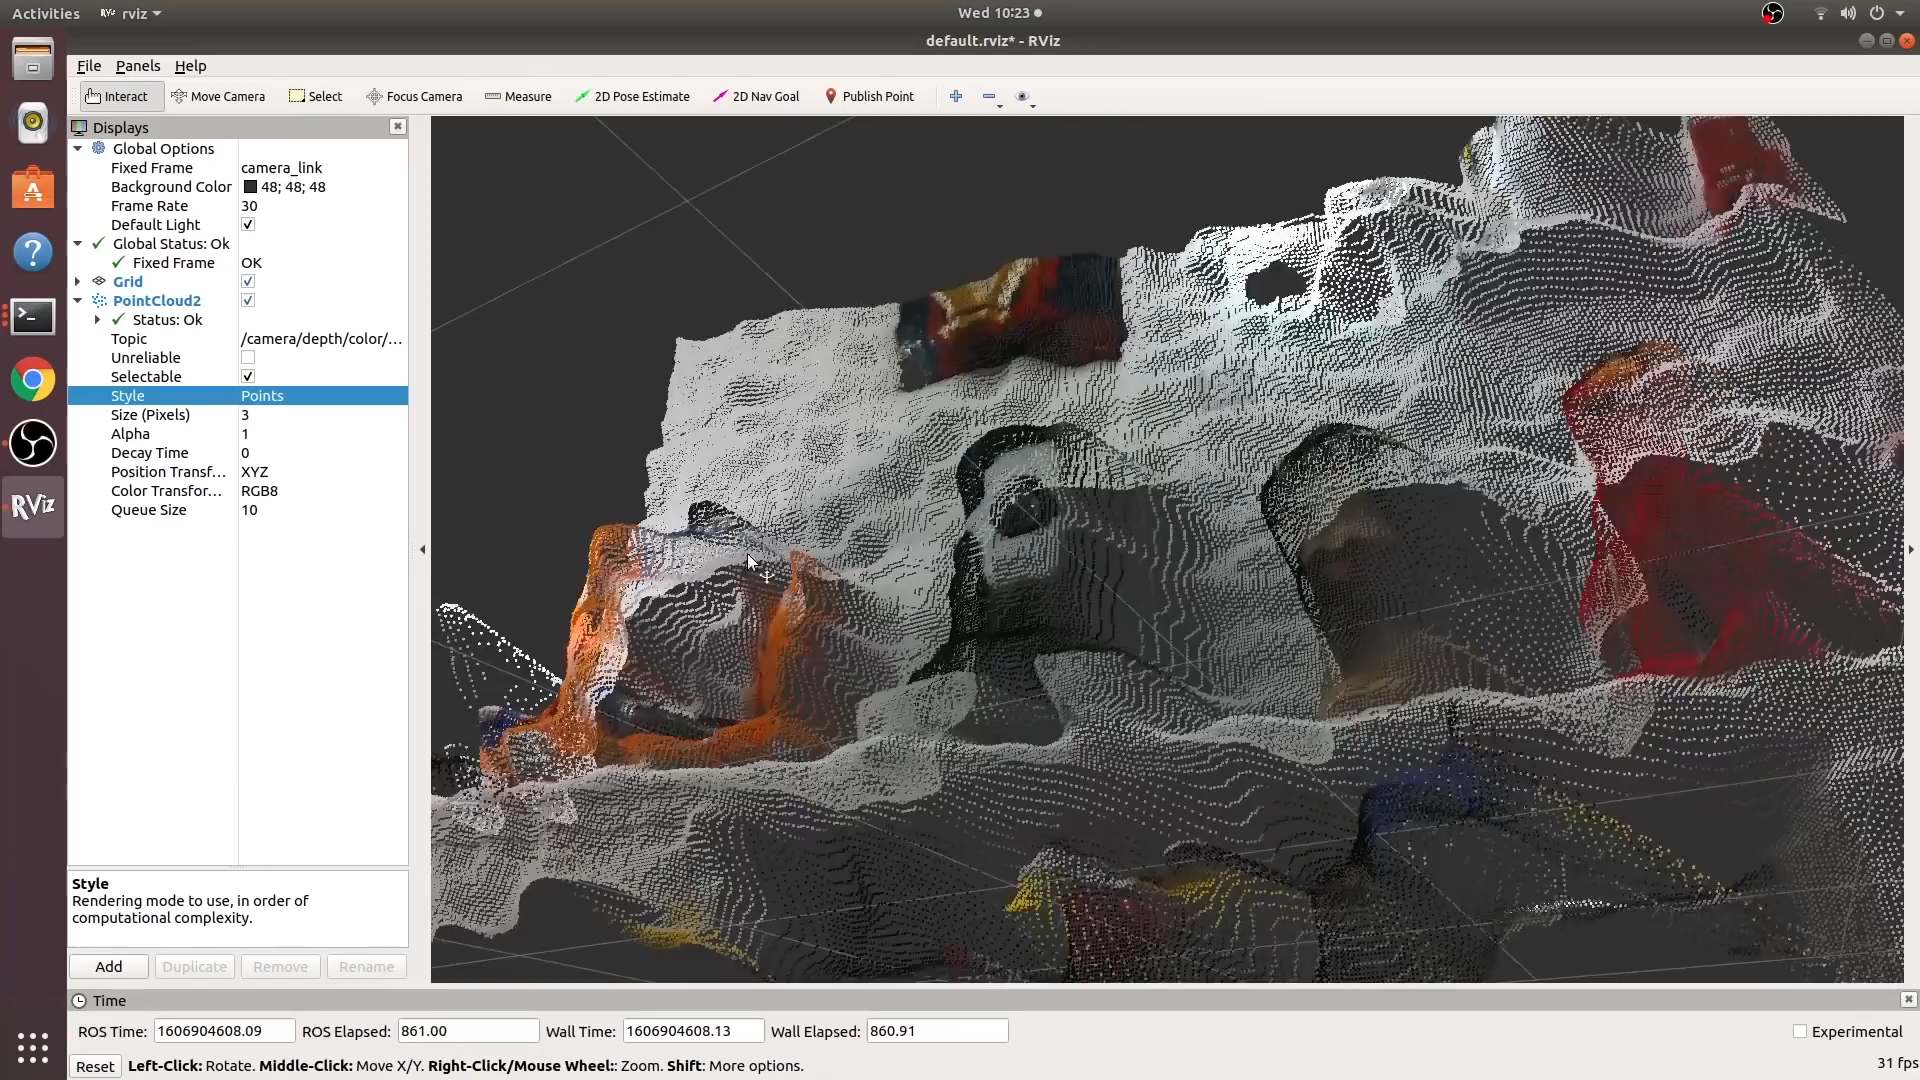 Activities
RViz rviz
Wed 10:23
default.rviz* - RViz
File Panels Help
Interact Move Camera Select Focus Camera Measure 2D Pose Estimate 2D Nav Goal Publish Point
Displays
Global Options
Fixed Frame camera_link
Background Color 48; 48; 48
Frame Rate 30
Default Light
Global Status: Ok
Fixed Frame OK
Grid
PointCloud2
Status: Ok
Topic /camera/depth/color/...
Unreliable
Selectable
Style Points
Size (Pixels) 3
Alpha 1
Decay Time 0
Position Transf... XYZ
Color Transfor... RGB8
Queue Size 10
RViz
Style
Rendering mode to use, in order of
computational complexity.
Add Duplicate Remove Rename
Time
ROS Time: 1606904608.09 ROS Elapsed: 861.00 Wall Time: 1606904608.13 Wall Elapsed: 860.91 Experimental
Reset Left-Click: Rotate. Middle-Click: Move X/Y. Right-Click/Mouse Wheel:: Zoom. Shift: More options. 31 fps